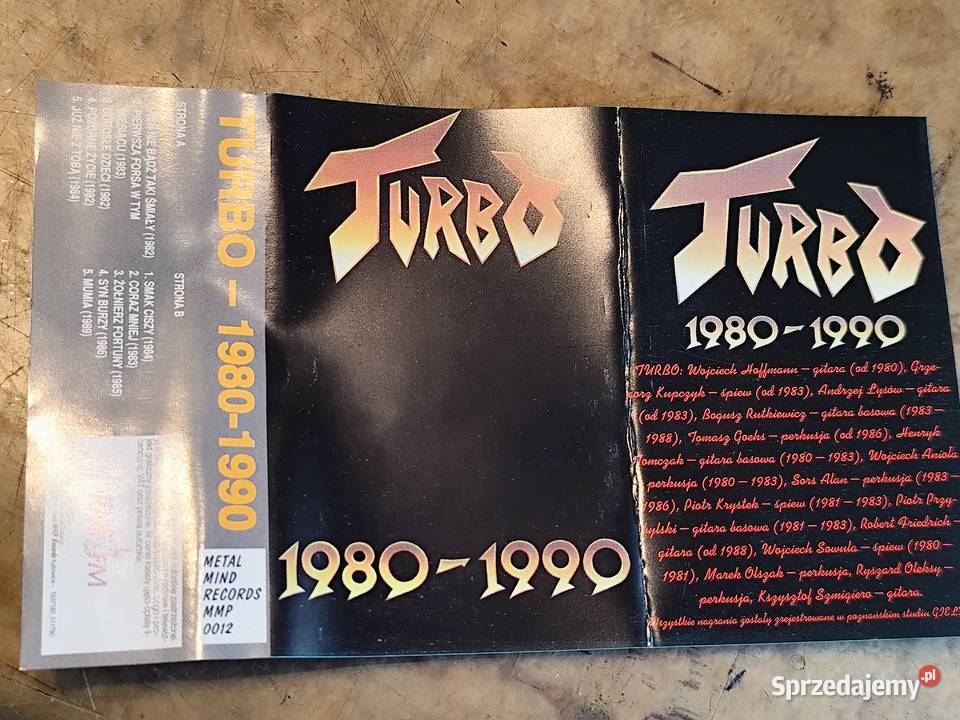 STRONA A
NIE BĄDŹ TAKI ŚMIAŁY (1982)
PIERWSZA FORSA W TYM
MIESIĄCU (1983)
DOROSŁE DZIECI (1982)
4. POZORNE ŻYCIE (1982)
5. JUŻ NIE Z TOBĄ (1984)
STRONA B
1. SMAK CISZY (1984)
2. CORAZ MNIEJ (1983)
3. ŻOŁNIERZ FORTUNY (1985)
4. SYN BURZY (1986)
5. MUMIA (1989)
TURBO – 1980-1990
METAL
MIND
RECORDS
MMP
0012
TURBO
1980-1990
TURBO
1980-1990
TURBO: Wojciech Hoffmann – gitara (od 1980), Grze-
gorz Kupczyk – śpiew (od 1983), Andrzej Łysów – gitara
(od 1983), Bogusz Rutkiewicz – gitara basowa (1983 –
1988), Tomasz Goehs – perkusja (od 1986), Henryk
Tomczak – gitara basowa (1980 – 1983), Wojciech Anioła
perkusja (1980 – 1983), Sors Alan – perkusja (1983 –
1986), Piotr Krystek – śpiew (1981 – 1983), Piotr Przy-
bylski – gitara basowa (1981 – 1983), Robert Friedrich –
gitara (od 1988), Wojciech Sowula – śpiew (1980 –
1981), Marek Olszak – perkusja, Ryszard Oleksy –
perkusja, Kszysztof Szmigiero – gitara.
Wszystkie nagrania zostały zrejestrowane w poznańskim studiu GIEŁ
Sprzedajemy.pl